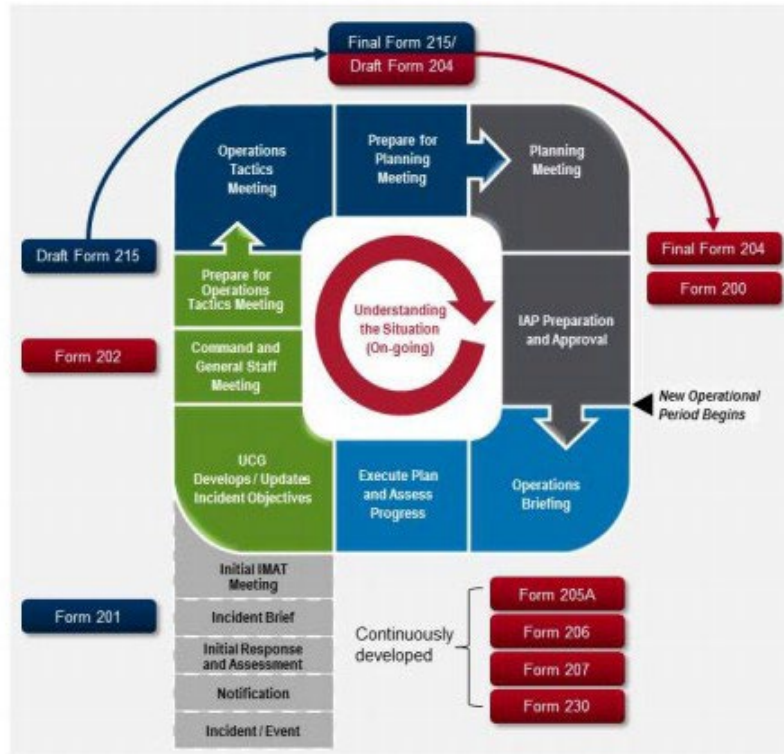 Final Form 215/
Draft Form 204
Operations
Tactics
Meeting
Prepare for
Planning
Meeting
Planning
Meeting
Draft Form 215
Final Form 204
Form 200
Prepare for
Operations
Tactics Meeting
Understanding
the Situation
(On-going)
IAP Preparation
and Approval
Form 202
Command and
General Staff
Meeting
New Operational
Period Begins
UCG
Develops / Updates
Incident Objectives
Execute Plan
and Assess
Progress
Operations
Briefing
Initial IMAT
Meeting
Form 201
Incident Brief
Initial Response
and Assessment
Notification
Incident / Event
Continuously
developed
Form 205A
Form 206
Form 207
Form 230